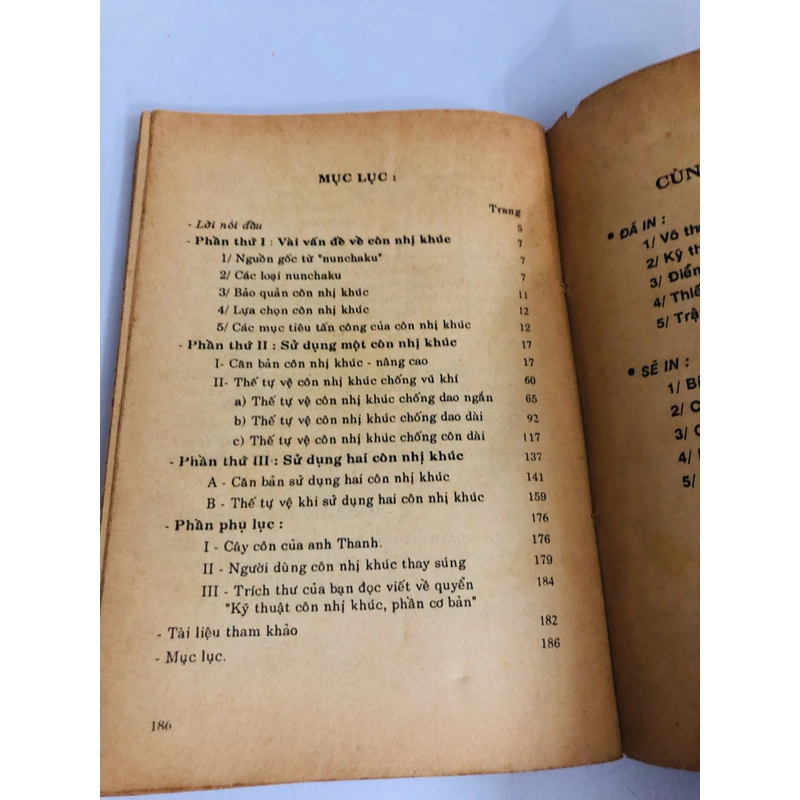 MỤC LỤC :
Trang
- Lời nói đầu 5
- Phần thứ I : Vài vấn đề về côn nhị khúc 7
1/ Nguồn gốc từ "nunchaku" 7
2/ Các loại nunchaku 7
3/ Bảo quản côn nhị khúc 11
4/ Lựa chọn côn nhị khúc 12
5/ Các mục tiêu tấn công của côn nhị khúc 12
- Phần thứ II : Sử dụng một côn nhị khúc 17
I- Căn bản côn nhị khúc - nâng cao 17
II- Thế tự vệ côn nhị khúc chống vũ khí 60
a) Thế tự vệ côn nhị khúc chống dao ngắn 65
b) Thế tự vệ côn nhị khúc chống dao dài 92
c) Thế tự vệ côn nhị khúc chống côn dài 117
- Phần thứ III : Sử dụng hai côn nhị khúc 137
A - Căn bản sử dụng hai côn nhị khúc 141
B - Thế tự vệ khi sử dụng hai côn nhị khúc 159
- Phần phụ lục : 176
I - Cây côn của anh Thanh. 176
II - Người dùng côn nhị khúc thay súng 179
III - Trích thư của bạn đọc viết về quyển 184
"Kỹ thuật côn nhị khúc, phần cơ bản"
- Tài liệu tham khảo 182
- Mục lục. 186
186
CÙN
• ĐÃ IN :
1/ Võ thu
2/ Kỹ th
3/ Điểm
4/ Thiế
5/ Trậ
• SẼ IN :
1/ Bí
2/ C
3/ C
4/
5/